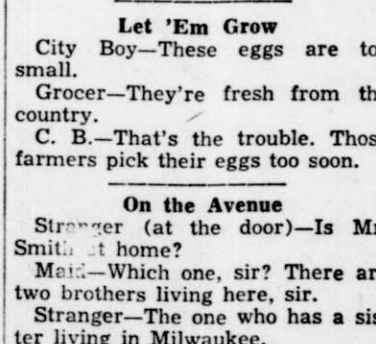 Let 'Em Grow
City Boy—These eggs are to
small.
Grocer—They're fresh from th
country.
C. B.—That's the trouble. Thos
farmers pick their eggs too soon.
On the Avenue
Stranger (at the door)—Is Mr
Smith at home?
Maid—Which one, sir? There ar
two brothers living here, sir.
Stranger—The one who has a sis
ter living in Milwaukee.